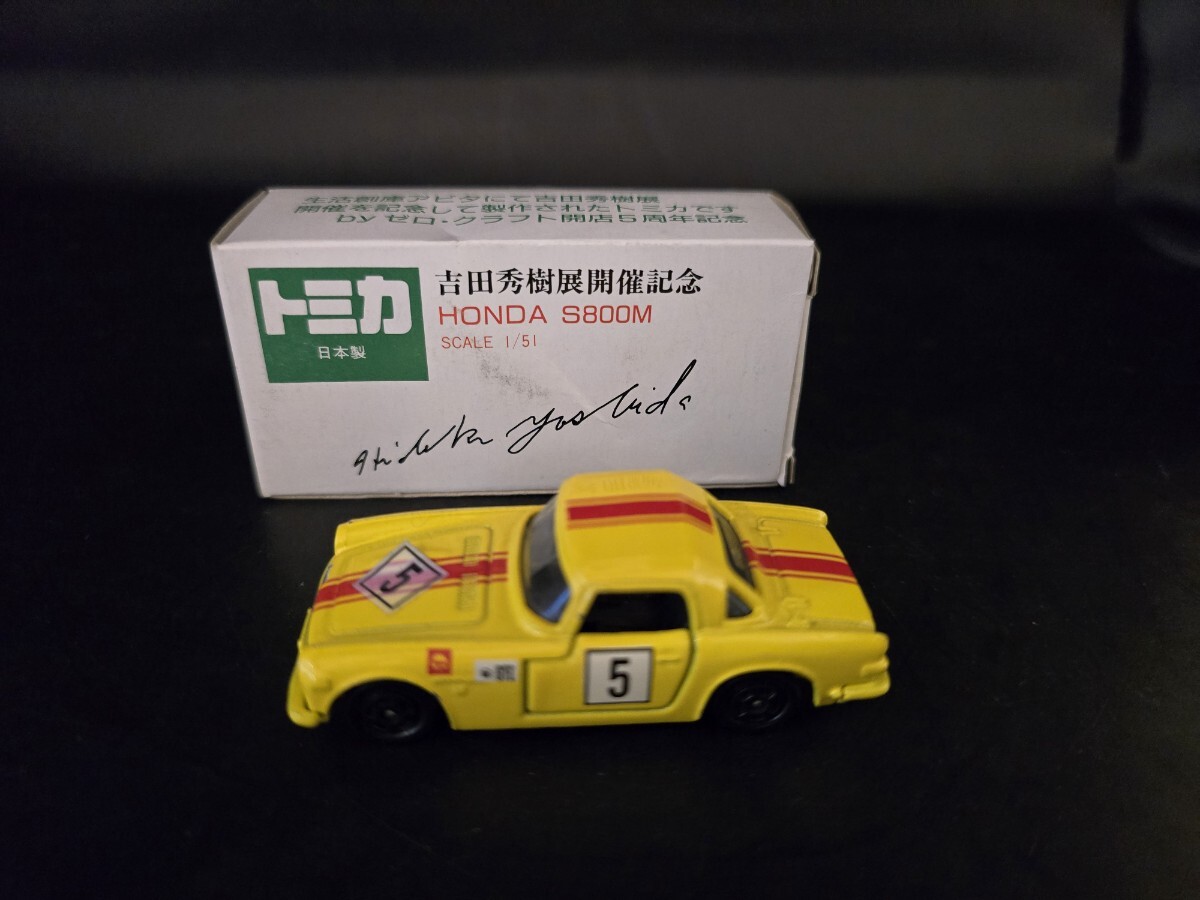 生活創庫アピタにて吉田秀樹展
開催を記念して製作されたトミカです
byゼロ・クラフト開店5周年記念
トミカ
日本製
吉田秀樹展開催記念
HONDA S800M
SCALE 1/51
Hideki Yoshida
5
5